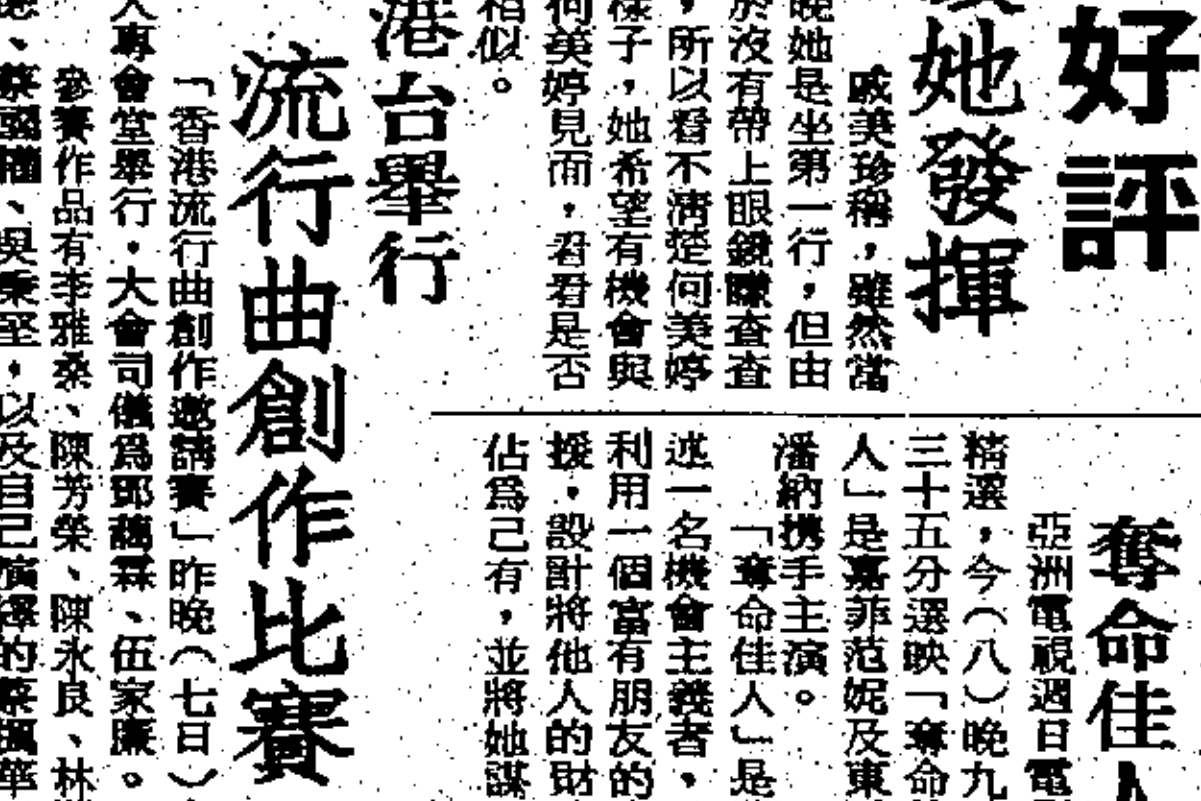 好評
她發揮
戚美珍稱，雖然當
晚她是坐第一行，但由
於沒有帶上眼鏡矇查查
，所以看不清楚何美婷
樣子，她希望有機會與
何美婷見面，看看是否
相似。
奪命佳人
亞洲電視週日電
精選，今（八）晚九
三十五分選映「奪命
人」是嘉菲范妮及東
潘納携手主演。
「奪命佳人」是
述一名機會主義者，
利用一個富有朋友的
援，設計將他人的財
佔爲己有，並將她謀
港台舉行
流行曲創作比賽
「香港流行曲創作邀請賽」昨晚（七日）
人專會堂舉行，大會司儀爲鄧藹霖、伍家廉。
參賽作品有李雅桑、陳芳榮、陳永良、林
、蔡國權、吳秉堅，以及自己演繹的蔡楓華